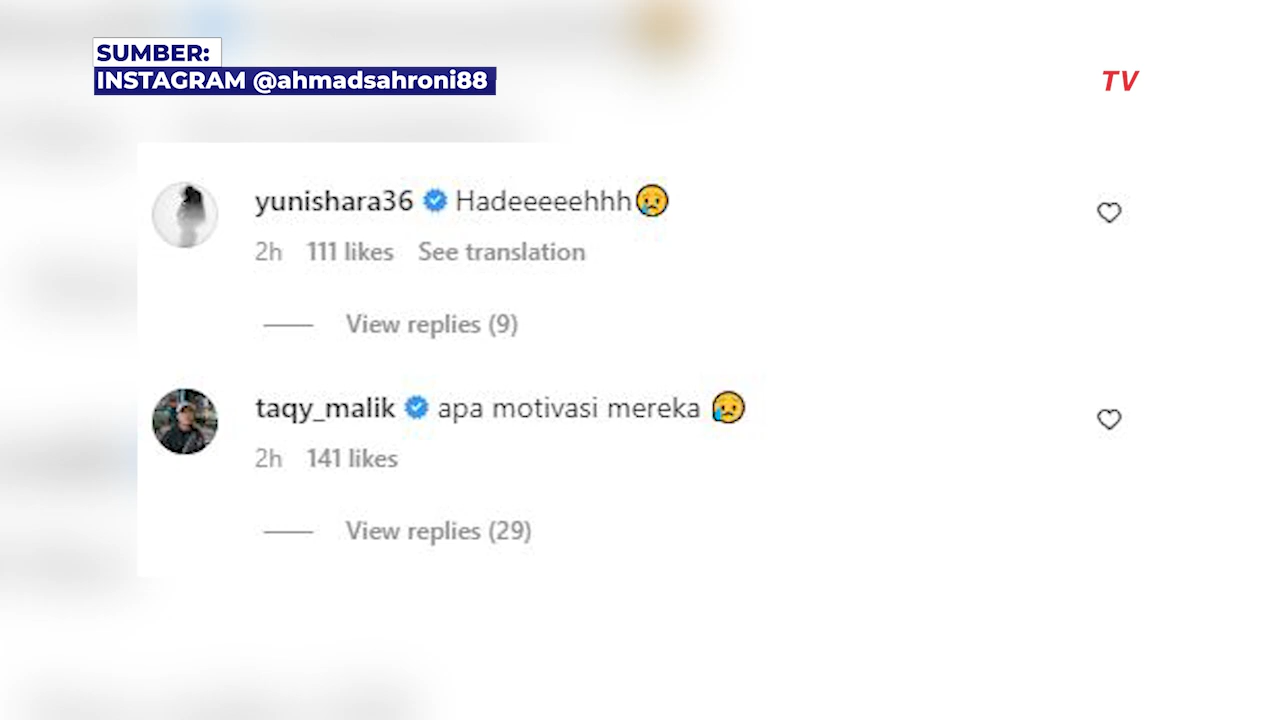 SUMBER:
INSTAGRAM @ahmadsahroni88
TV
yunishara36 Hadeeeeehhh😥
2h 111 likes See translation
View replies (9)
taqy_malik apa motivasi mereka 😥
2h 141 likes
View replies (29)